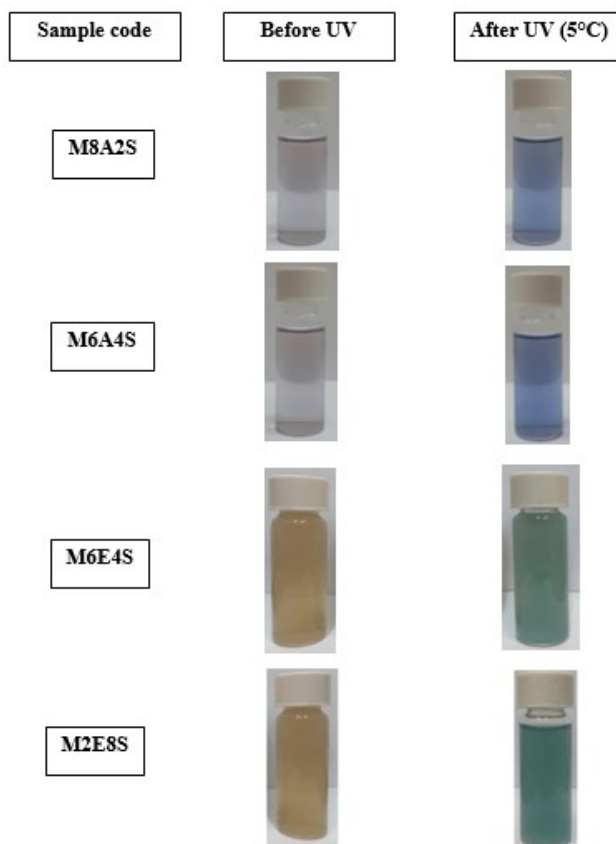 Sample code
Before UV
After UV (5°C)
M8A2S
M6A4S
M6E4S
M2E8S